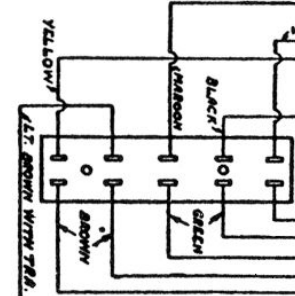 YELLOW
MAROON
BLACK
LT. BROWN WITH TRR.
BROWN
GREEN